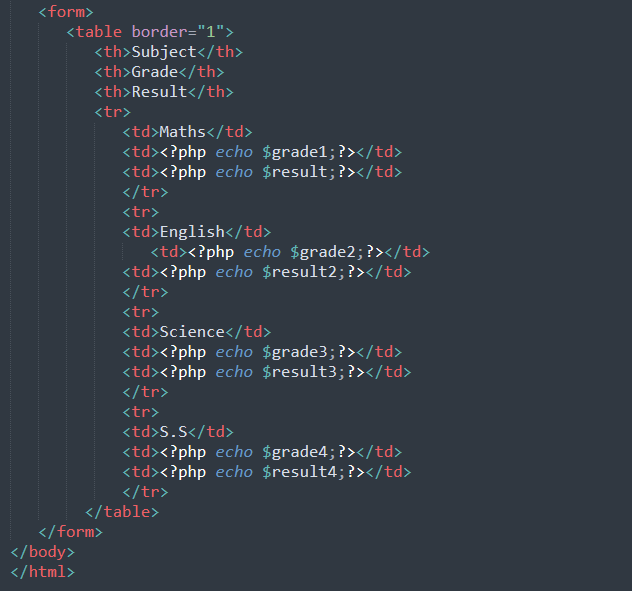 <form>
<table border="1">
<th>Subject</th>
<th>Grade</th>
<th>Result</th>
<tr>
<td>Maths</td>
<td><?php echo $grade1;?></td>
<td><?php echo $result;?></td>
</tr>
<tr>
<td>English</td>
<td><?php echo $grade2;?></td>
<td><?php echo $result2;?></td>
</tr>
<tr>
<td>Science</td>
<td><?php echo $grade3;?></td>
<td><?php echo $result3;?></td>
</tr>
<tr>
<td>S.S</td>
<td><?php echo $grade4;?></td>
<td><?php echo $result4;?></td>
</tr>
</table>
</form>
</body>
</html>